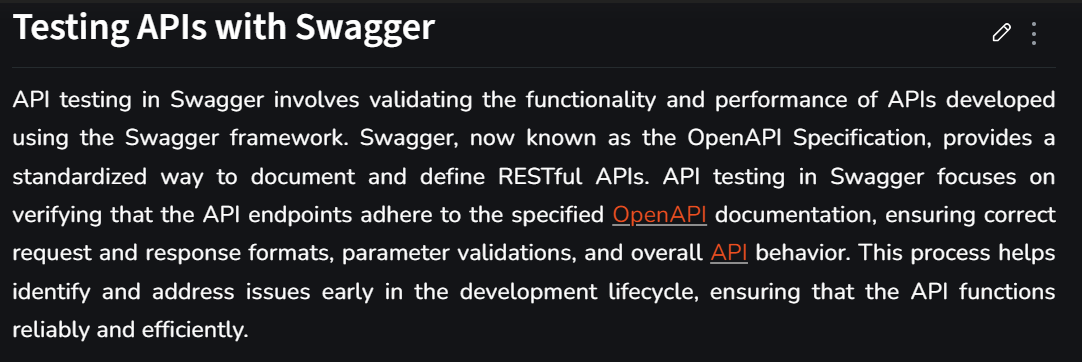 Testing APIs with Swagger
API testing in Swagger involves validating the functionality and performance of APIs developed
using the Swagger framework. Swagger, now known as the OpenAPI Specification, provides a
standardized way to document and define RESTful APIs. API testing in Swagger focuses on
verifying that the API endpoints adhere to the specified OpenAPI documentation, ensuring correct
request and response formats, parameter validations, and overall API behavior. This process helps
identify and address issues early in the development lifecycle, ensuring that the API functions
reliably and efficiently.